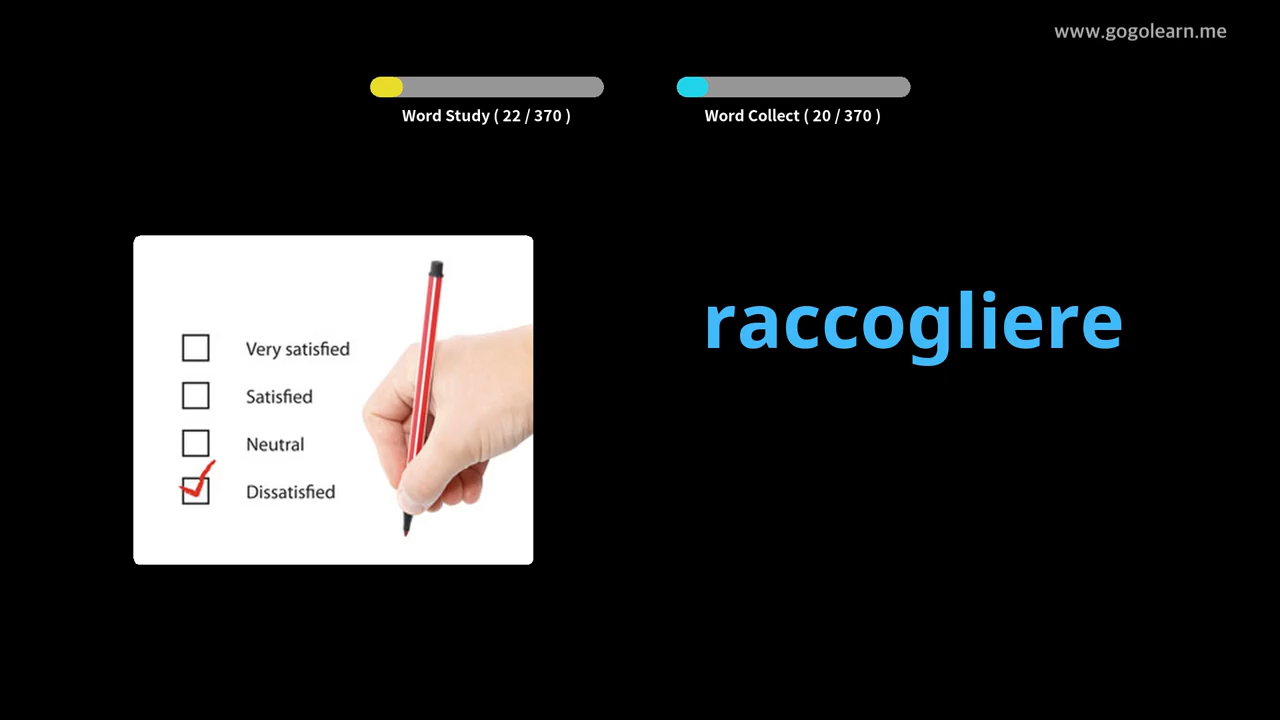 www.gogolearn.me
Word Study ( 22 / 370 )
Word Collect ( 20 / 370 )
raccogliere
Very satisfied
Satisfied
Neutral
Dissatisfied